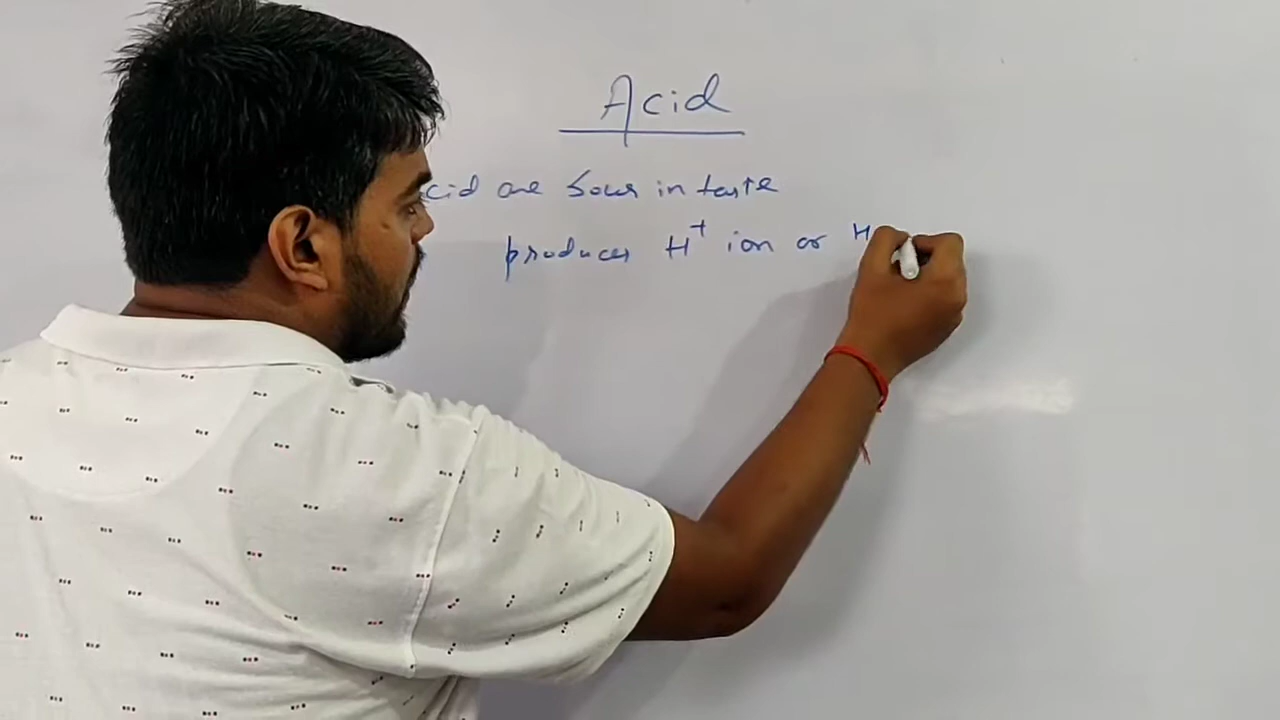 Acid
cid are sour in taste
produces H⁺ ion or H